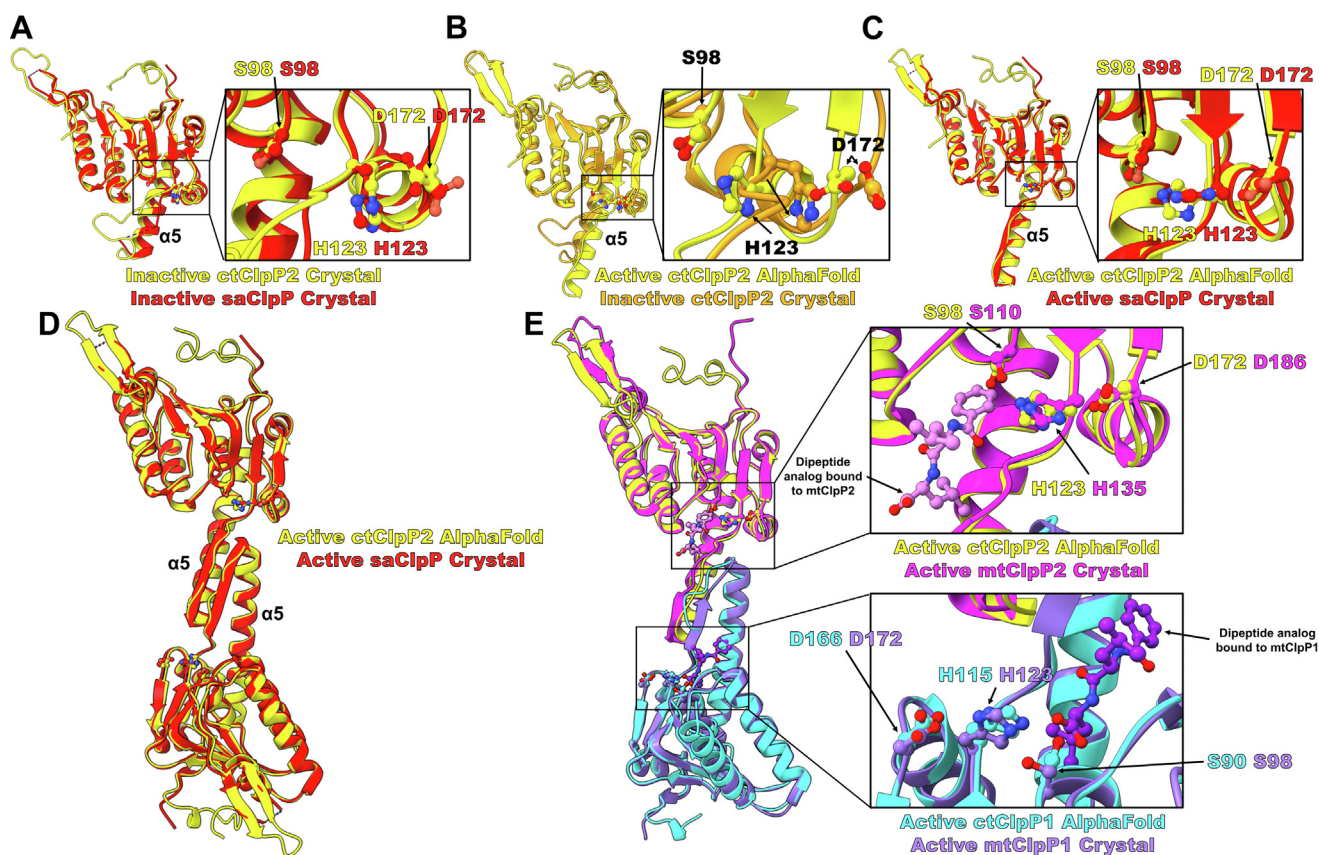 A
S98 S98
D172 D172
H123 H123
α5
Inactive ctClpP2 Crystal
Inactive saClpP Crystal
B
S98
D172
H123
α5
Active ctClpP2 AlphaFold
Inactive ctClpP2 Crystal
C
S98 S98
D172 D172
H123 H123
α5
Active ctClpP2 AlphaFold
Active saClpP Crystal
D
α5
α5
Active ctClpP2 AlphaFold
Active saClpP Crystal
E
S98 S110
D172 D186
Dipeptide analog
bound to mtClpP2
H123 H135
Active ctClpP2 AlphaFold
Active mtClpP2 Crystal
D166 D172
H115 H123
Dipeptide analog
bound to mtClpP1
S90 S98
Active ctClpP1 AlphaFold
Active mtClpP1 Crystal